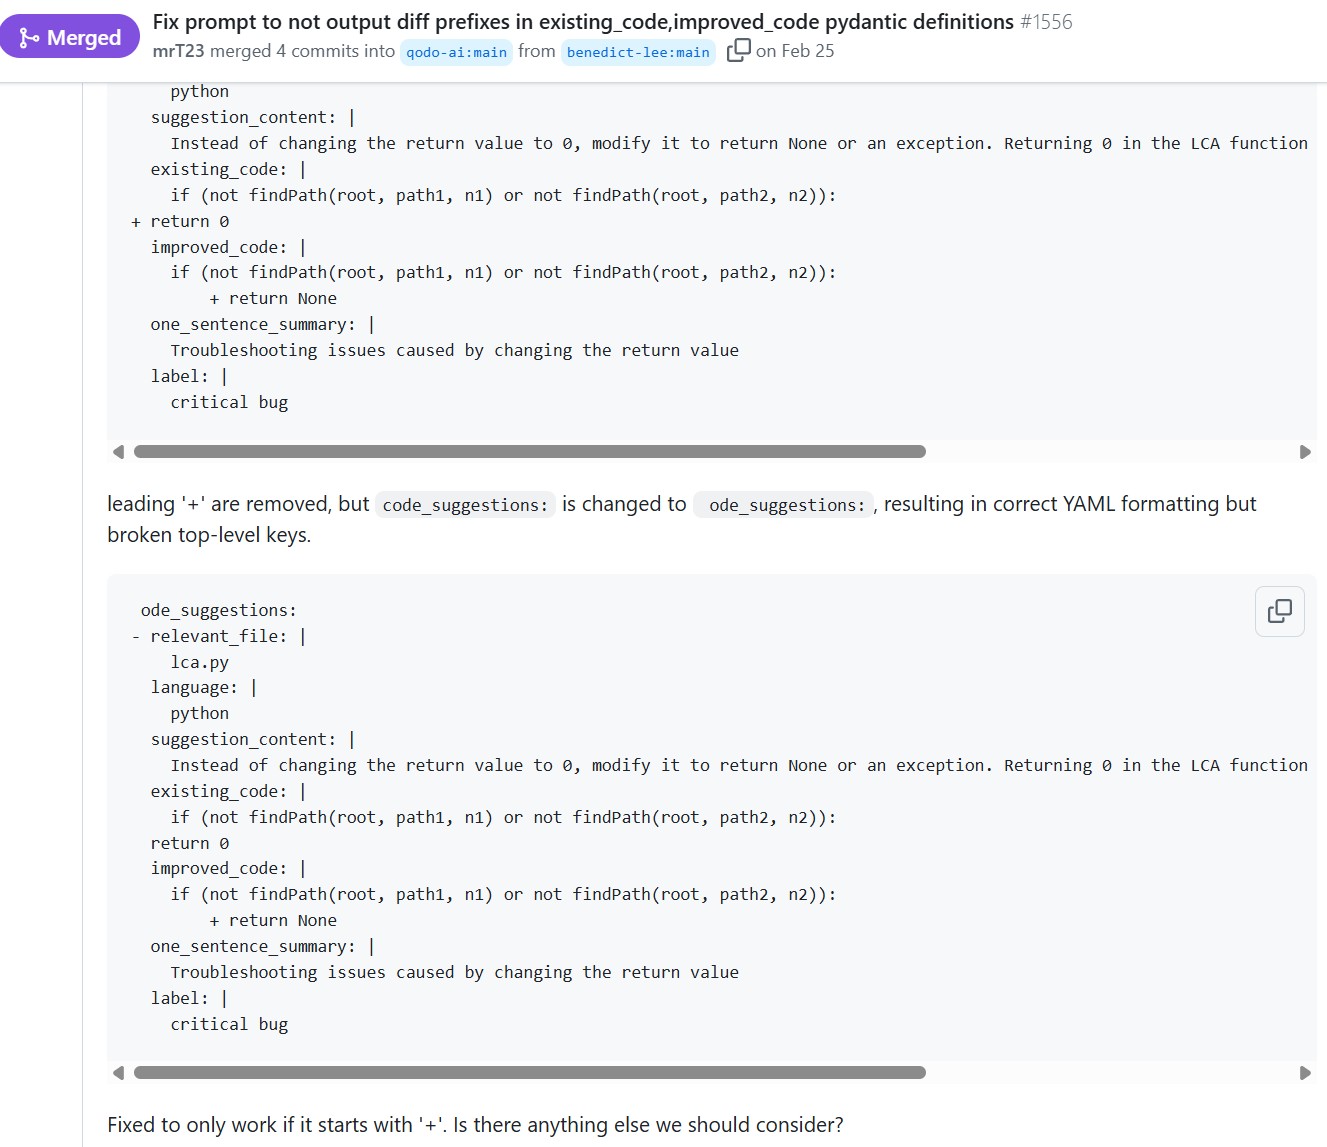 Merged
Fix prompt to not output diff prefixes in existing_code,improved_code pydantic definitions #1556
mrT23 merged 4 commits into qodo-ai:main from benedict-lee:main on Feb 25
    python
  suggestion_content: |
    Instead of changing the return value to 0, modify it to return None or an exception. Returning 0 in the LCA function
  existing_code: |
    if (not findPath(root, path1, n1) or not findPath(root, path2, n2)):
+ return 0
  improved_code: |
    if (not findPath(root, path1, n1) or not findPath(root, path2, n2)):
        + return None
  one_sentence_summary: |
    Troubleshooting issues caused by changing the return value
  label: |
    critical bug
leading '+' are removed, but code_suggestions: is changed to  ode_suggestions:, resulting in correct YAML formatting but
broken top-level keys.
 ode_suggestions:
- relevant_file: |
    lca.py
  language: |
    python
  suggestion_content: |
    Instead of changing the return value to 0, modify it to return None or an exception. Returning 0 in the LCA function
  existing_code: |
    if (not findPath(root, path1, n1) or not findPath(root, path2, n2)):
  return 0
  improved_code: |
    if (not findPath(root, path1, n1) or not findPath(root, path2, n2)):
        + return None
  one_sentence_summary: |
    Troubleshooting issues caused by changing the return value
  label: |
    critical bug
Fixed to only work if it starts with '+'. Is there anything else we should consider?